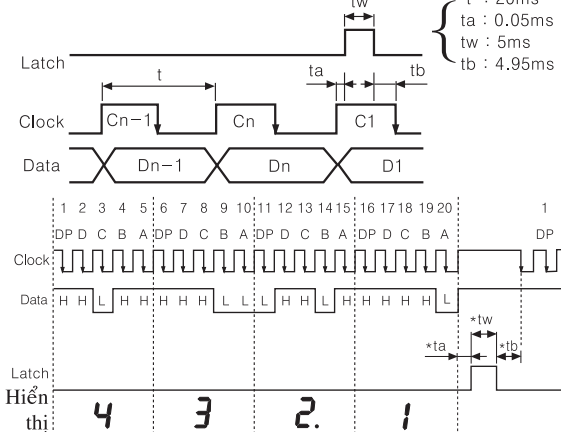 tw
t : 20ms
ta : 0.05ms
tw : 5ms
tb : 4.95ms
Latch
t
ta
tb
Clock
Cn-1
Cn
C1
Data
Dn-1
Dn
D1
1 2 3 4 5 6 7 8 9 10 11 12 13 14 15 16 17 18 19 20 1
DP D C B A DP D C B A DP D C B A DP D C B A DP
Clock
Data H H L H H H H H L L L H H L H H H H H L
*tw
*ta
*tb
Latch
Hiển
thị
4 3 2. 1